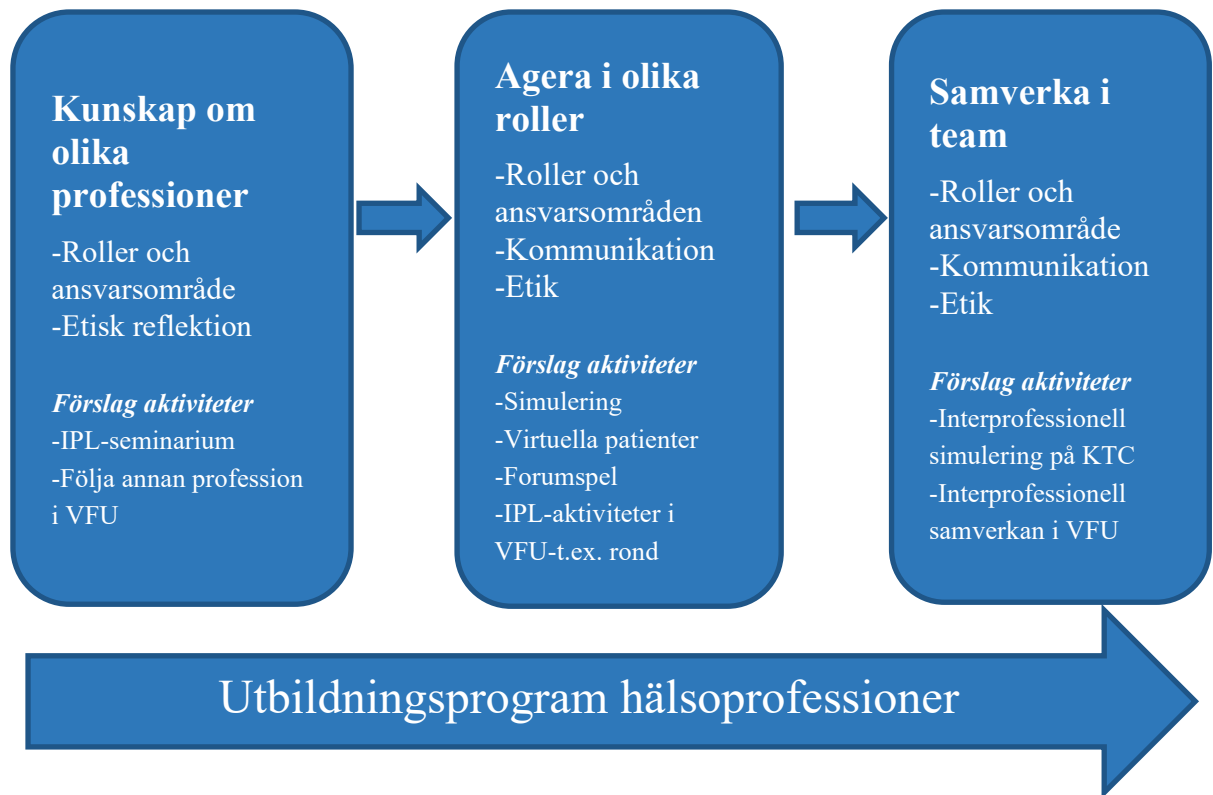 Kunskap om
olika
professioner
-Roller och
ansvarsområde
-Etisk reflektion
Förslag aktiviteter
-IPL-seminarium
-Följa annan profession
i VFU
Agera i olika
roller
-Roller och
ansvarsområden
-Kommunikation
-Etik
Förslag aktiviteter
-Simulering
-Virtuella patienter
-Forumspel
-IPL-aktiviteter i
VFU-t.ex. rond
Samverka i
team
-Roller och
ansvarsområde
-Kommunikation
-Etik
Förslag aktiviteter
-Interprofessionell
simulering på KTC
-Interprofessionell
samverkan i VFU
Utbildningsprogram hälsoprofessioner